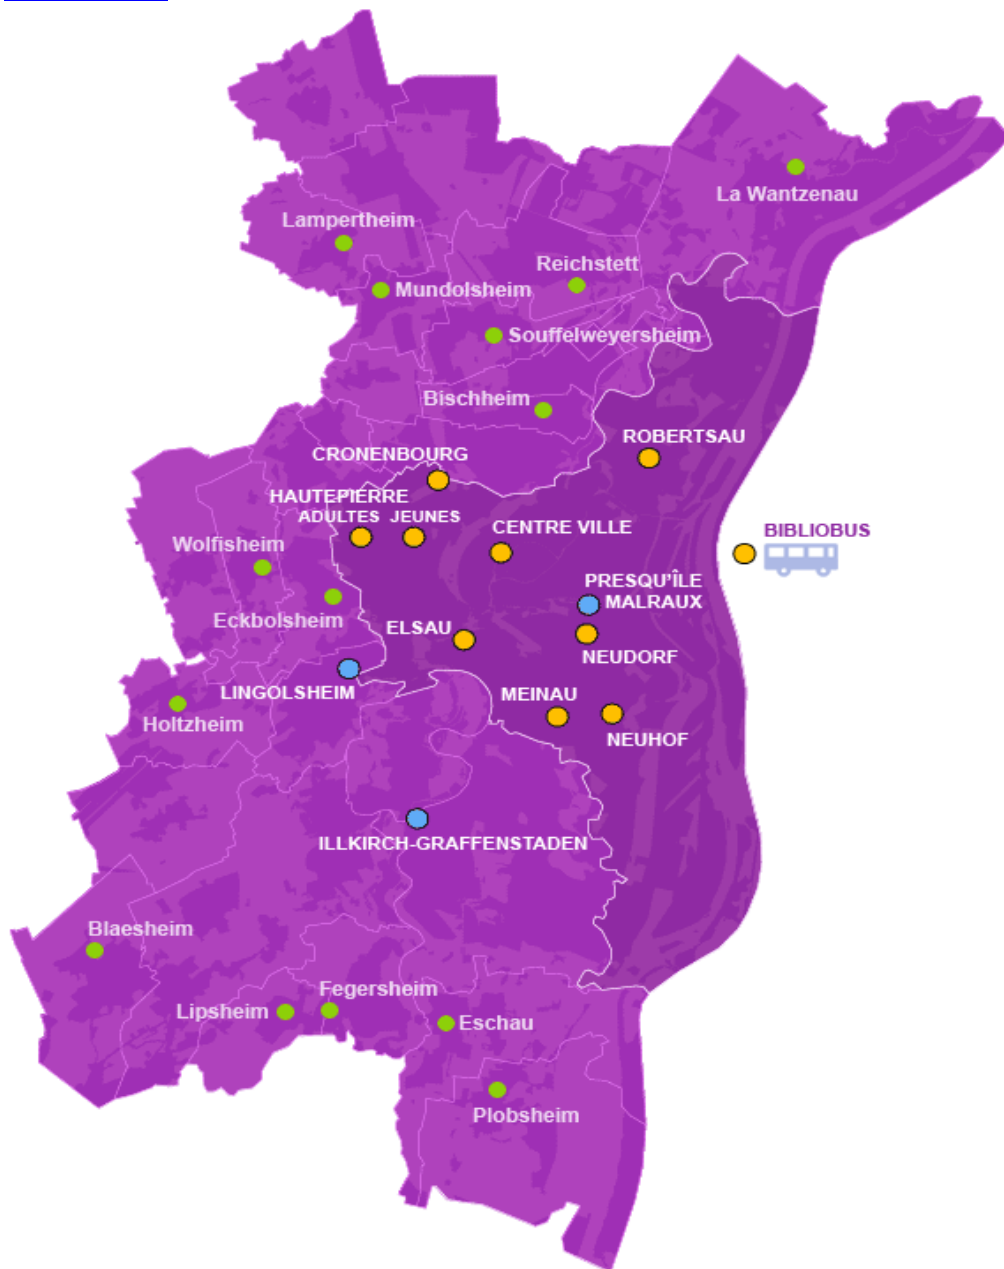 La Wantzenau
Lampertheim
Reichstett
Mundolsheim
Souffelweyersheim
Bischheim
ROBERTSAU
CRONENBOURG
HAUTEPIERRE
ADULTES JEUNES
CENTRE VILLE
BIBLIOBUS
Wolfisheim
PRESQU'ÎLE
MALRAUX
Eckbolsheim
ELSAU
NEUDORF
LINGOLSHEIM
MEINAU
Holtzheim
NEUHOF
ILLKIRCH-GRAFFENSTADEN
Blaesheim
Fegersheim
Lipsheim
Eschau
Plobsheim